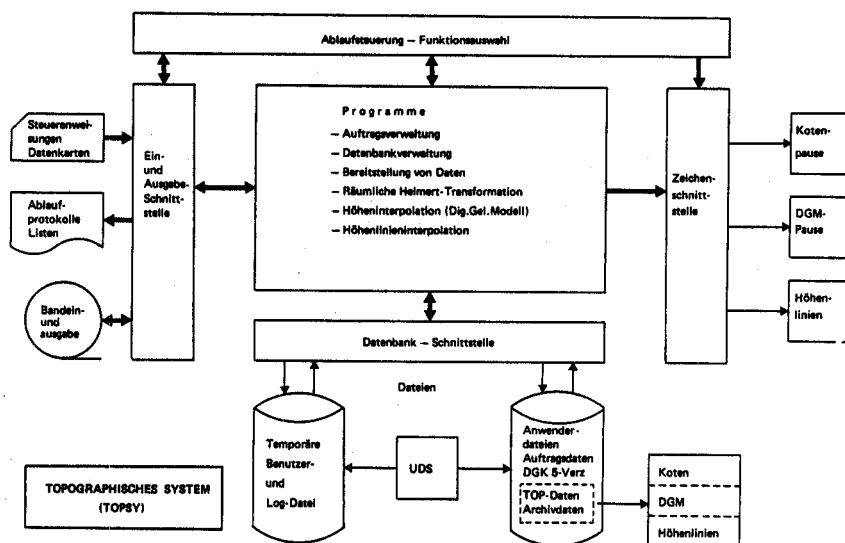 Ablaufsteuerung – Funktionsauswahl
Steueranwei-
sungen
Datenkarten
Ablauf-
protokolle
Listen
Bandein-
und
ausgabe
Ein-
und
Ausgabe-
Schnitt-
stelle
Programme
– Auftragsverwaltung
– Datenbankverwaltung
– Bereitstellung von Daten
– Räumliche Helmert-Transformation
– Höheninterpolation (Dig.Gel.Modell)
– Höhenlinieninterpolation
Zeichen-
schnitt-
stelle
Koten-
pause
DGM-
Pause
Höhen-
linien
Datenbank – Schnittstelle
Dateien
Temporäre
Benutzer-
und
Log-Datei
UDS
Anwender-
dateien
Auftragsdaten
DGK 5-Verz
TOP-Daten
Archivdaten
Koten
DGM
Höhenlinien
TOPOGRAPHISCHES SYSTEM
(TOPSY)